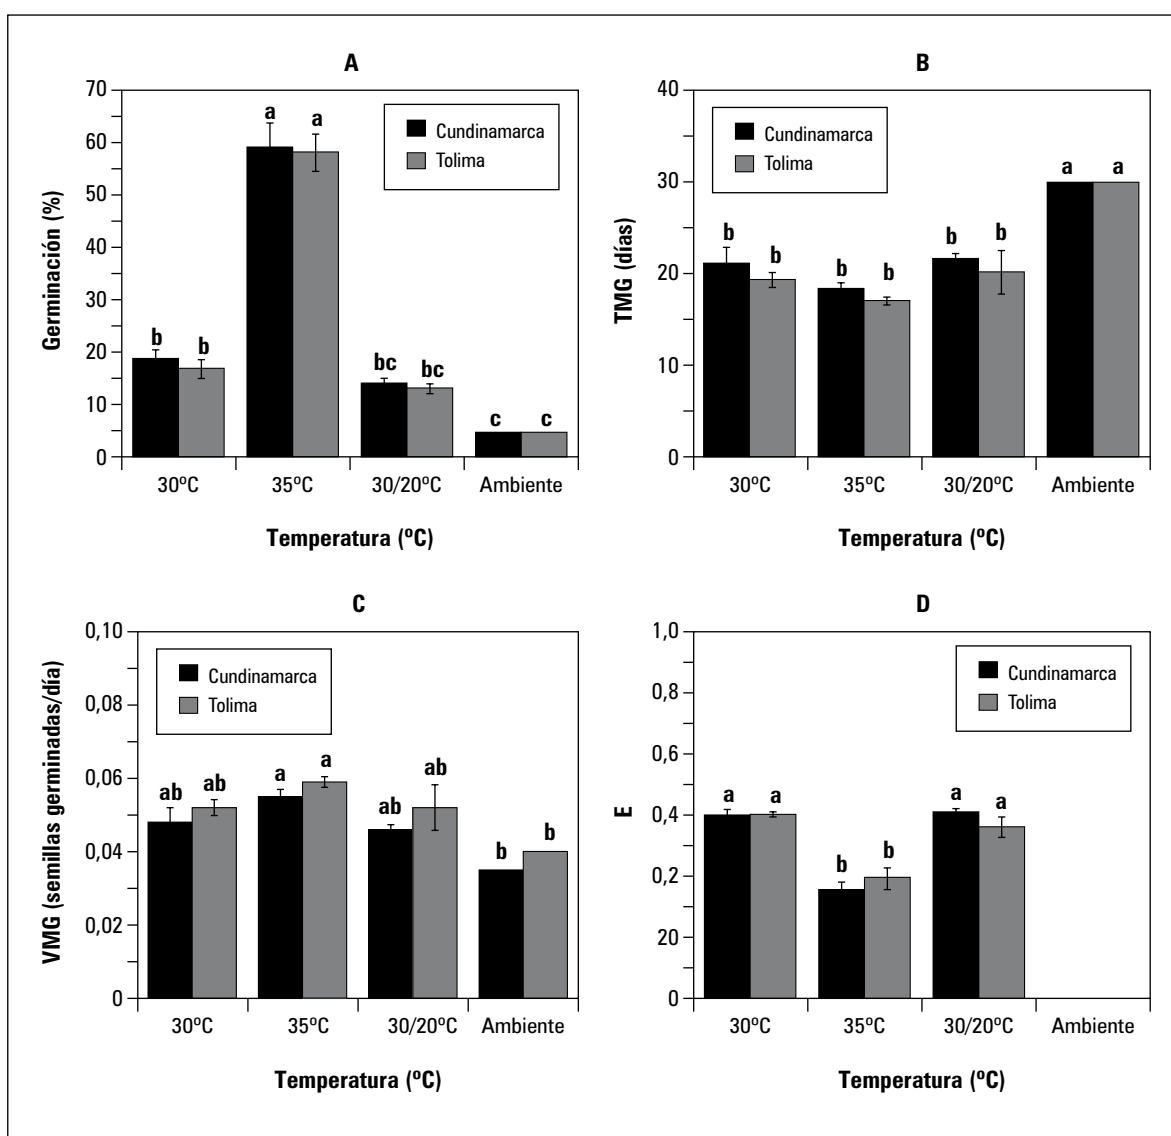 A
Germinación (%)
70
60
50
40
30
20
10
0
Cundinamarca
Tolima
a a
b b
bc bc
c c
30ºC 35ºC 30/20ºC Ambiente
Temperatura (ºC)
B
TMG (días)
40
30
20
10
0
Cundinamarca
Tolima
a a
b b
b b
b b
30ºC 35ºC 30/20ºC Ambiente
Temperatura (ºC)
C
VMG (semillas germinadas/día)
0,10
0,08
0,06
0,04
0,02
0
Cundinamarca
Tolima
ab ab
a a
ab ab
b b
30ºC 35ºC 30/20ºC Ambiente
Temperatura (ºC)
D
E
1,0
0,8
0,6
0,4
0,2
20
0
Cundinamarca
Tolima
a a
b b
a a
30ºC 35ºC 30/20ºC Ambiente
Temperatura (ºC)